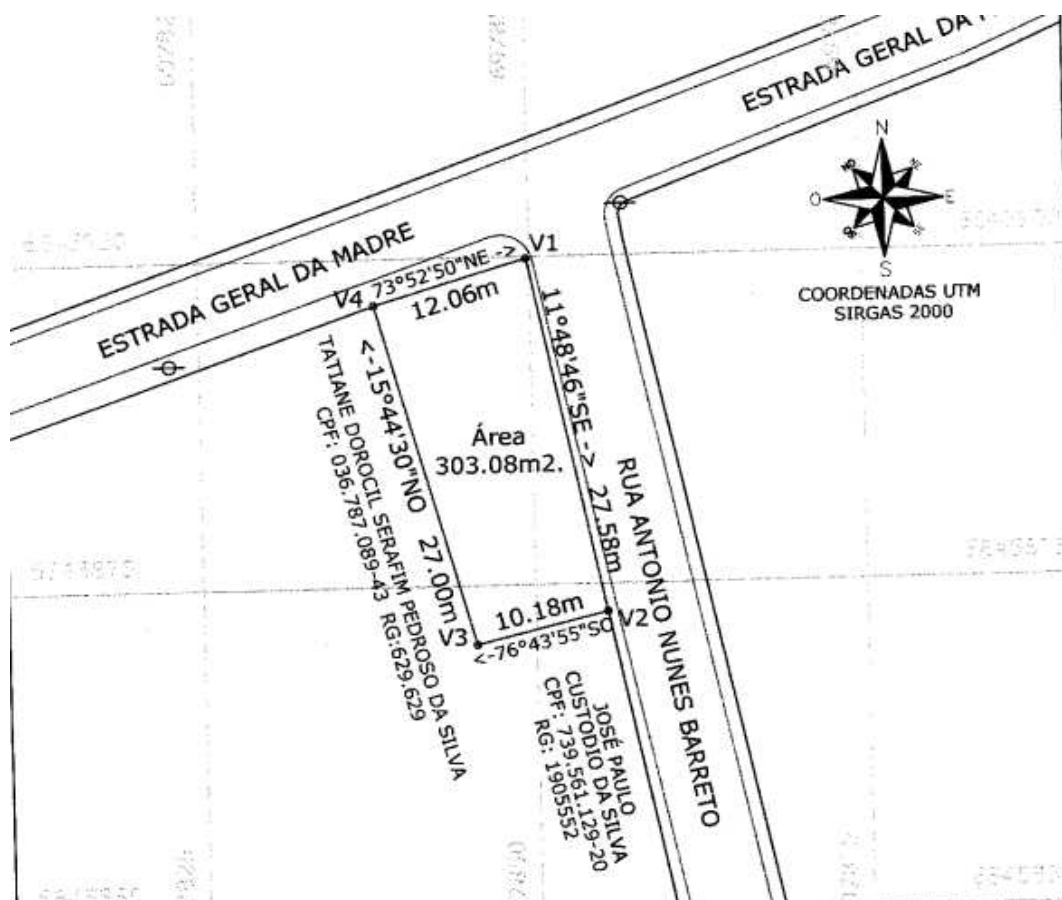 ESTRADA GERAL DA
N
O
E
S
COORDENADAS UTM
SIRGAS 2000
ESTRADA GERAL DA MADRE
V1
V4
73°52'50"NE ->
12.06m
11°48'46"SE -> 27.58m
<-15°44'30"NO 27.00m
Área
303.08m2.
TATIANE DOROCIL SERAFIM PEDROSO DA SILVA
CPF: 036.787.089-43 RG:629.629
RUA ANTONIO NUNES BARRETO
10.18m
V2
V3
<-76°43'55"SO
JOSÉ PAULO
CUSTODIO DA SILVA
CPF: 739.561.129-20
RG: 1905552